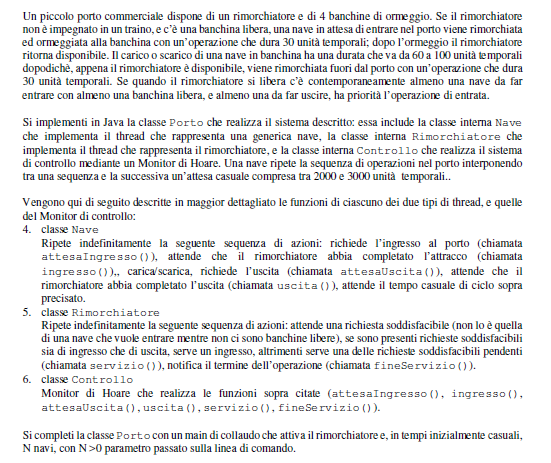 Un piccolo porto commerciale dispone di un rimorchiatore e di 4 banchine di ormeggio. Se il rimorchiatore
non è impegnato in un traino, e c'è una banchina libera, una nave in attesa di entrare nel porto viene rimorchiata
ed ormeggiata alla banchina con un'operazione che dura 30 unità temporali; dopo l'ormeggio il rimorchiatore
ritorna disponibile. Il carico o scarico di una nave in banchina ha una durata che va da 60 a 100 unità temporali
dopodichè, appena il rimorchiatore è disponibile, viene rimorchiata fuori dal porto con un'operazione che dura
30 unità temporali. Se quando il rimorchiatore si libera c'è contemporaneamente almeno una nave da far
entrare con almeno una banchina libera, e almeno una da far uscire, ha priorità l'operazione di entrata.
Si implementi in Java la classe Porto che realizza il sistema descritto: essa include la classe interna Nave
che implementa il thread che rappresenta una generica nave, la classe interna Rimorchiatore che
implementa il thread che rappresenta il rimorchiatore, e la classe interna Controllo che realizza il sistema
di controllo mediante un Monitor di Hoare. Una nave ripete la sequenza di operazioni nel porto interponendo
tra una sequenza e la successiva un'attesa casuale compresa tra 2000 e 3000 unità temporali..
Vengono qui di seguito descritte in maggior dettagliato le funzioni di ciascuno dei due tipi di thread, e quelle
del Monitor di controllo:
4. classe Nave
Ripete indefinitamente la seguente sequenza di azioni: richiede l'ingresso al porto (chiamata
attesaIngresso()), attende che il rimorchiatore abbia completato l'attracco (chiamata
ingresso()),, carica/scarica, richiede l'uscita (chiamata attesaUscita()), attende che il
rimorchiatore abbia completato l'uscita (chiamata uscita()), attende il tempo casuale di ciclo sopra
precisato.
5. classe Rimorchiatore
Ripete indefinitamente la seguente sequenza di azioni: attende una richiesta soddisfacibile (non lo è quella
di una nave che vuole entrare mentre non ci sono banchine libere), se sono presenti richieste soddisfacibili
sia di ingresso che di uscita, serve un ingresso, altrimenti serve una delle richieste soddisfacibili pendenti
(chiamata servizio()), notifica il termine dell'operazione (chiamata fineServizio()).
6. classe Controllo
Monitor di Hoare che realizza le funzioni sopra citate (attesaIngresso(), ingresso(),
attesaUscita(), uscita(), servizio(), fineServizio()).
Si completi la classe Porto con un main di collaudo che attiva il rimorchiatore e, in tempi inizialmente casuali,
N navi, con N>0 parametro passato sulla linea di comando.